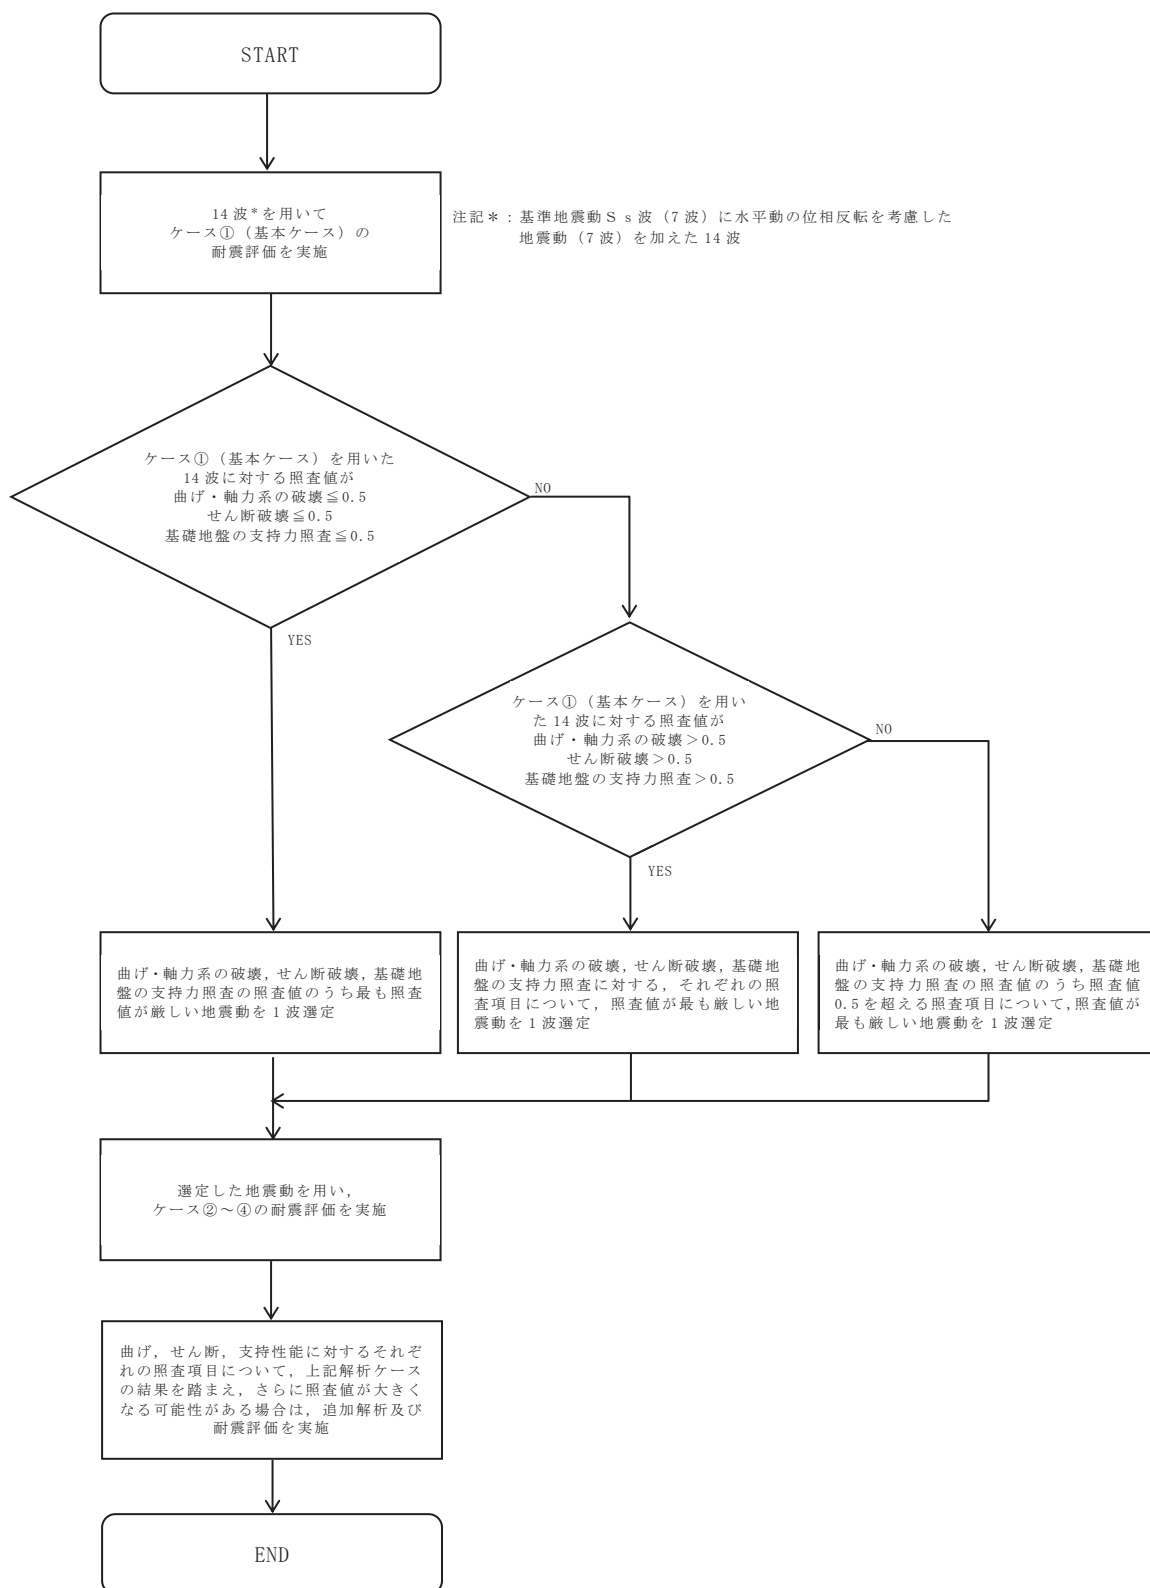 START
14 波*を用いて
ケース①（基本ケース）の
耐震評価を実施
注記＊：基準地震動Ｓｓ波（7 波）に水平動の位相反転を考慮した
地震動（7 波）を加えた 14 波
ケース①（基本ケース）を用いた
14 波に対する照査値が
曲げ・軸力系の破壊≦0.5
せん断破壊≦0.5
基礎地盤の支持力照査≦0.5
NO
YES
ケース①（基本ケース）を用い
た 14 波に対する照査値が
曲げ・軸力系の破壊＞0.5
せん断破壊＞0.5
基礎地盤の支持力照査＞0.5
NO
YES
曲げ・軸力系の破壊，せん断破壊，基礎地
盤の支持力照査の照査値のうち最も照査
値が厳しい地震動を 1 波選定
曲げ・軸力系の破壊，せん断破壊，基礎地
盤の支持力照査に対する，それぞれの照
査項目について，照査値が最も厳しい地
震動を 1 波選定
曲げ・軸力系の破壊，せん断破壊，基礎地
盤の支持力照査の照査値のうち照査値
0.5 を超える照査項目について，照査値が
最も厳しい地震動を 1 波選定
選定した地震動を用い，
ケース②～④の耐震評価を実施
曲げ，せん断，支持性能に対するそれぞ
れの照査項目について，上記解析ケース
の結果を踏まえ，さらに照査値が大きく
なる可能性がある場合は，追加解析及び
耐震評価を実施
END